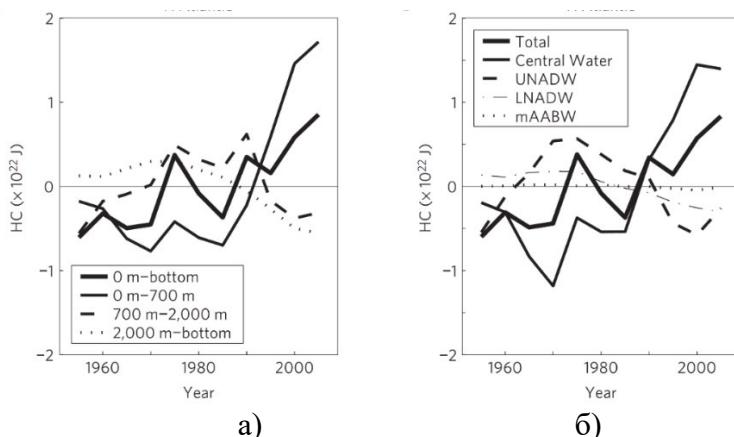 2
1
0
−1
−2
HC (× 10²² J)
0 m−bottom
0 m−700 m
700 m−2,000 m
2,000 m−bottom
1960 1980 2000
Year
а)
2
1
0
−1
−2
HC (× 10²² J)
Total
Central Water
UNADW
LNADW
mAABW
1960 1980 2000
Year
б)